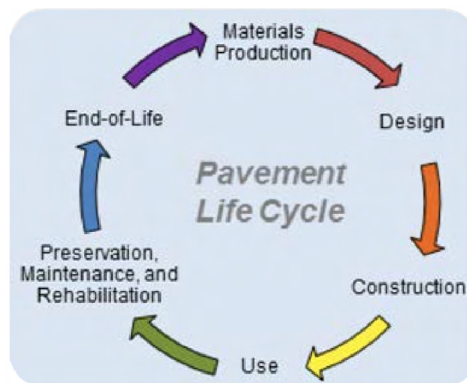 Materials
Production
Design
Construction
Use
Preservation,
Maintenance, and
Rehabilitation
End-of-Life
Pavement
Life Cycle